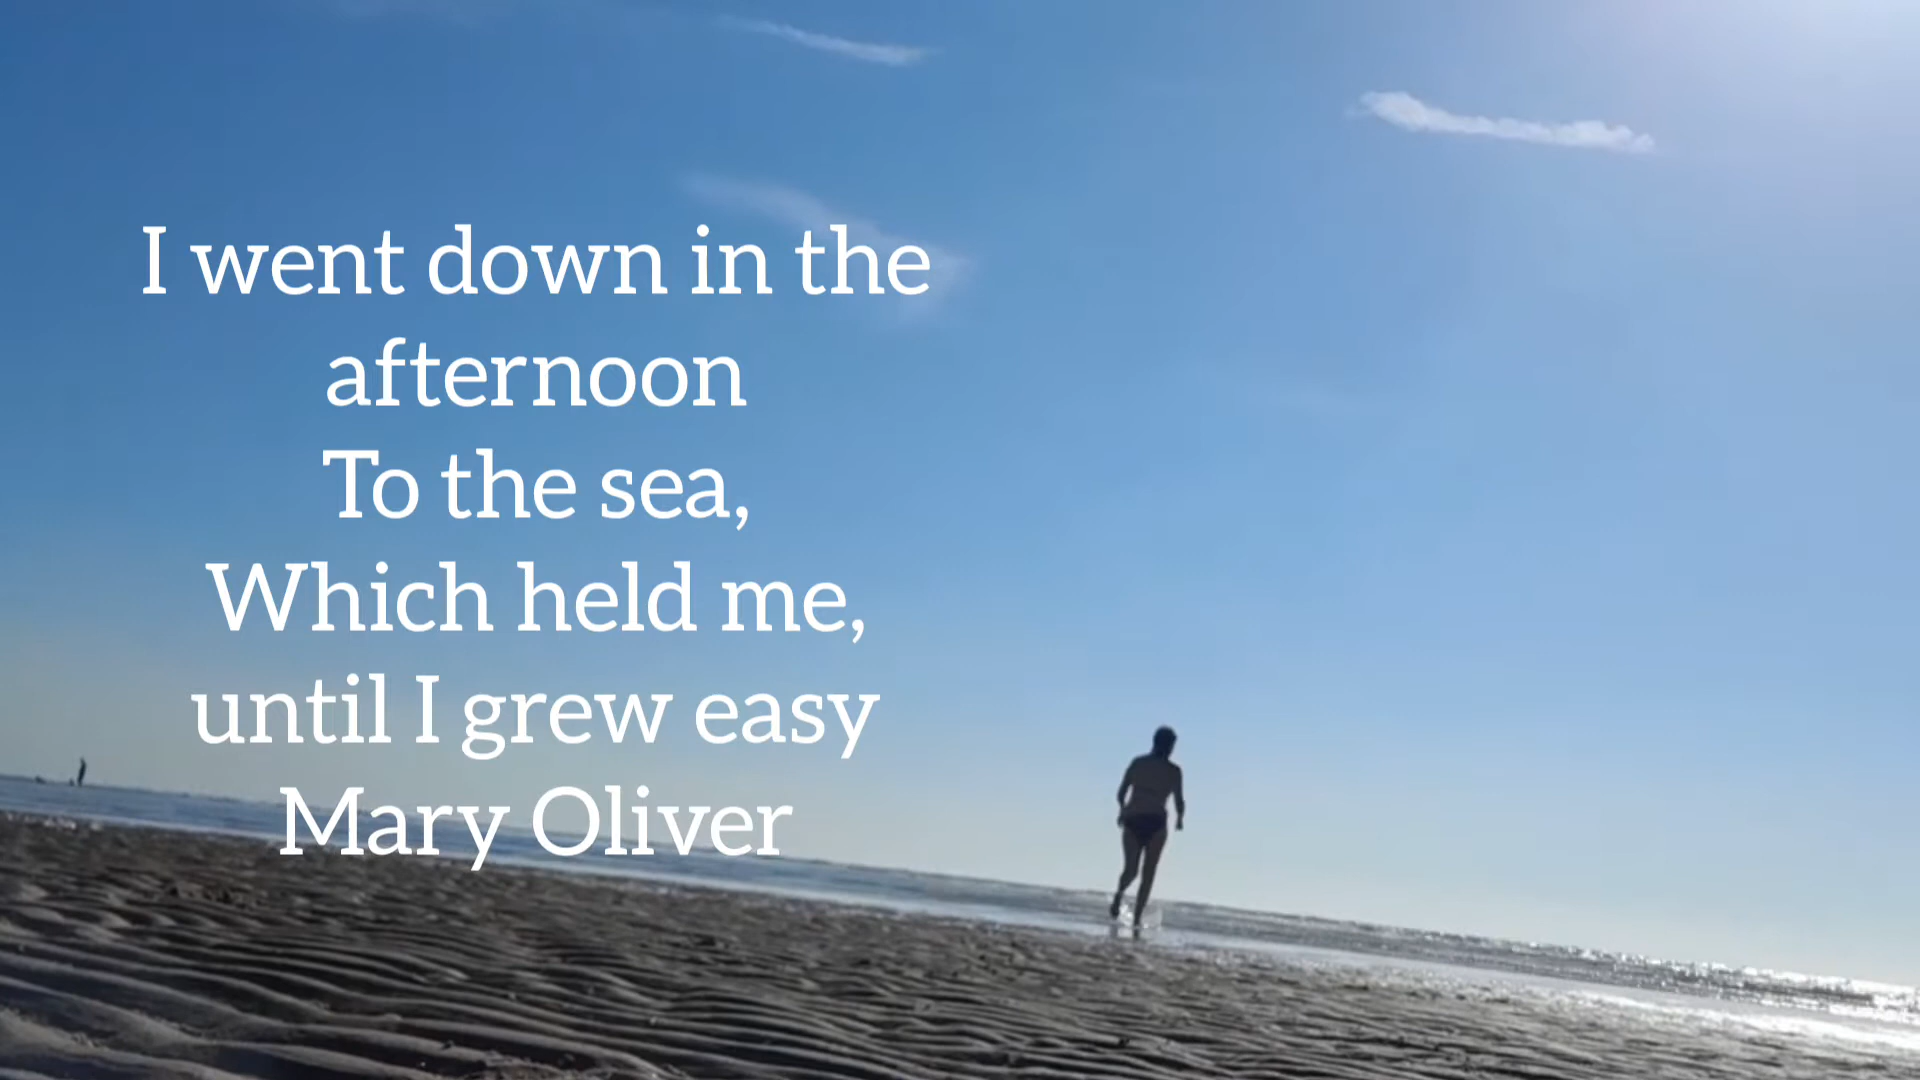 I went down in the
afternoon
To the sea,
Which held me,
until I grew easy
Mary Oliver